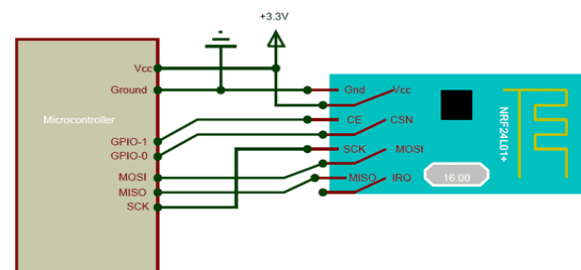 +3.3V
Vcc
Ground
Microcontroller
GPIO-1
GPIO-0
MOSI
MISO
SCK
Gnd Vcc
CE CSN
SCK MOSI
MISO IRQ
NRF24L01+
16.00